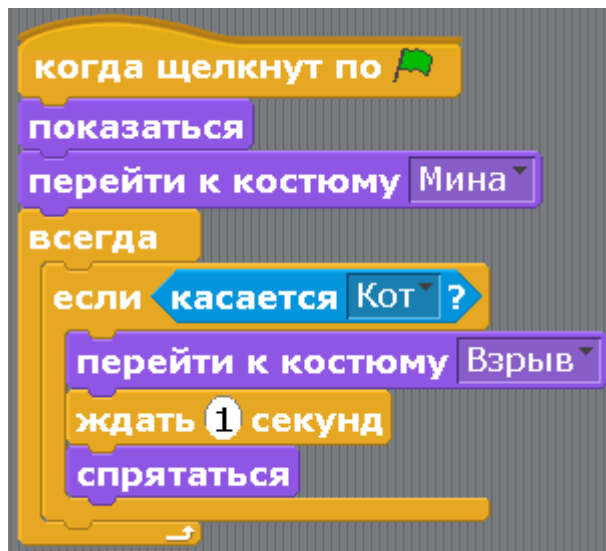 когда щелкнут по
показаться
перейти к костюму Мина
всегда
если касается Кот ?
перейти к костюму Взрыв
ждать 1 секунд
спрятаться